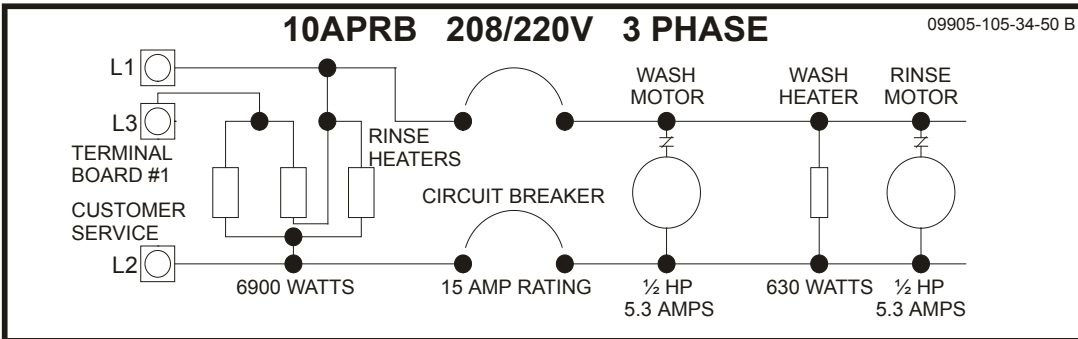 10APRB 208/220V 3 PHASE
09905-105-34-50 B
L1
L3
TERMINAL
BOARD #1
CUSTOMER
SERVICE
L2
RINSE
HEATERS
6900 WATTS
CIRCUIT BREAKER
15 AMP RATING
WASH
MOTOR
½ HP
5.3 AMPS
WASH
HEATER
630 WATTS
RINSE
MOTOR
½ HP
5.3 AMPS